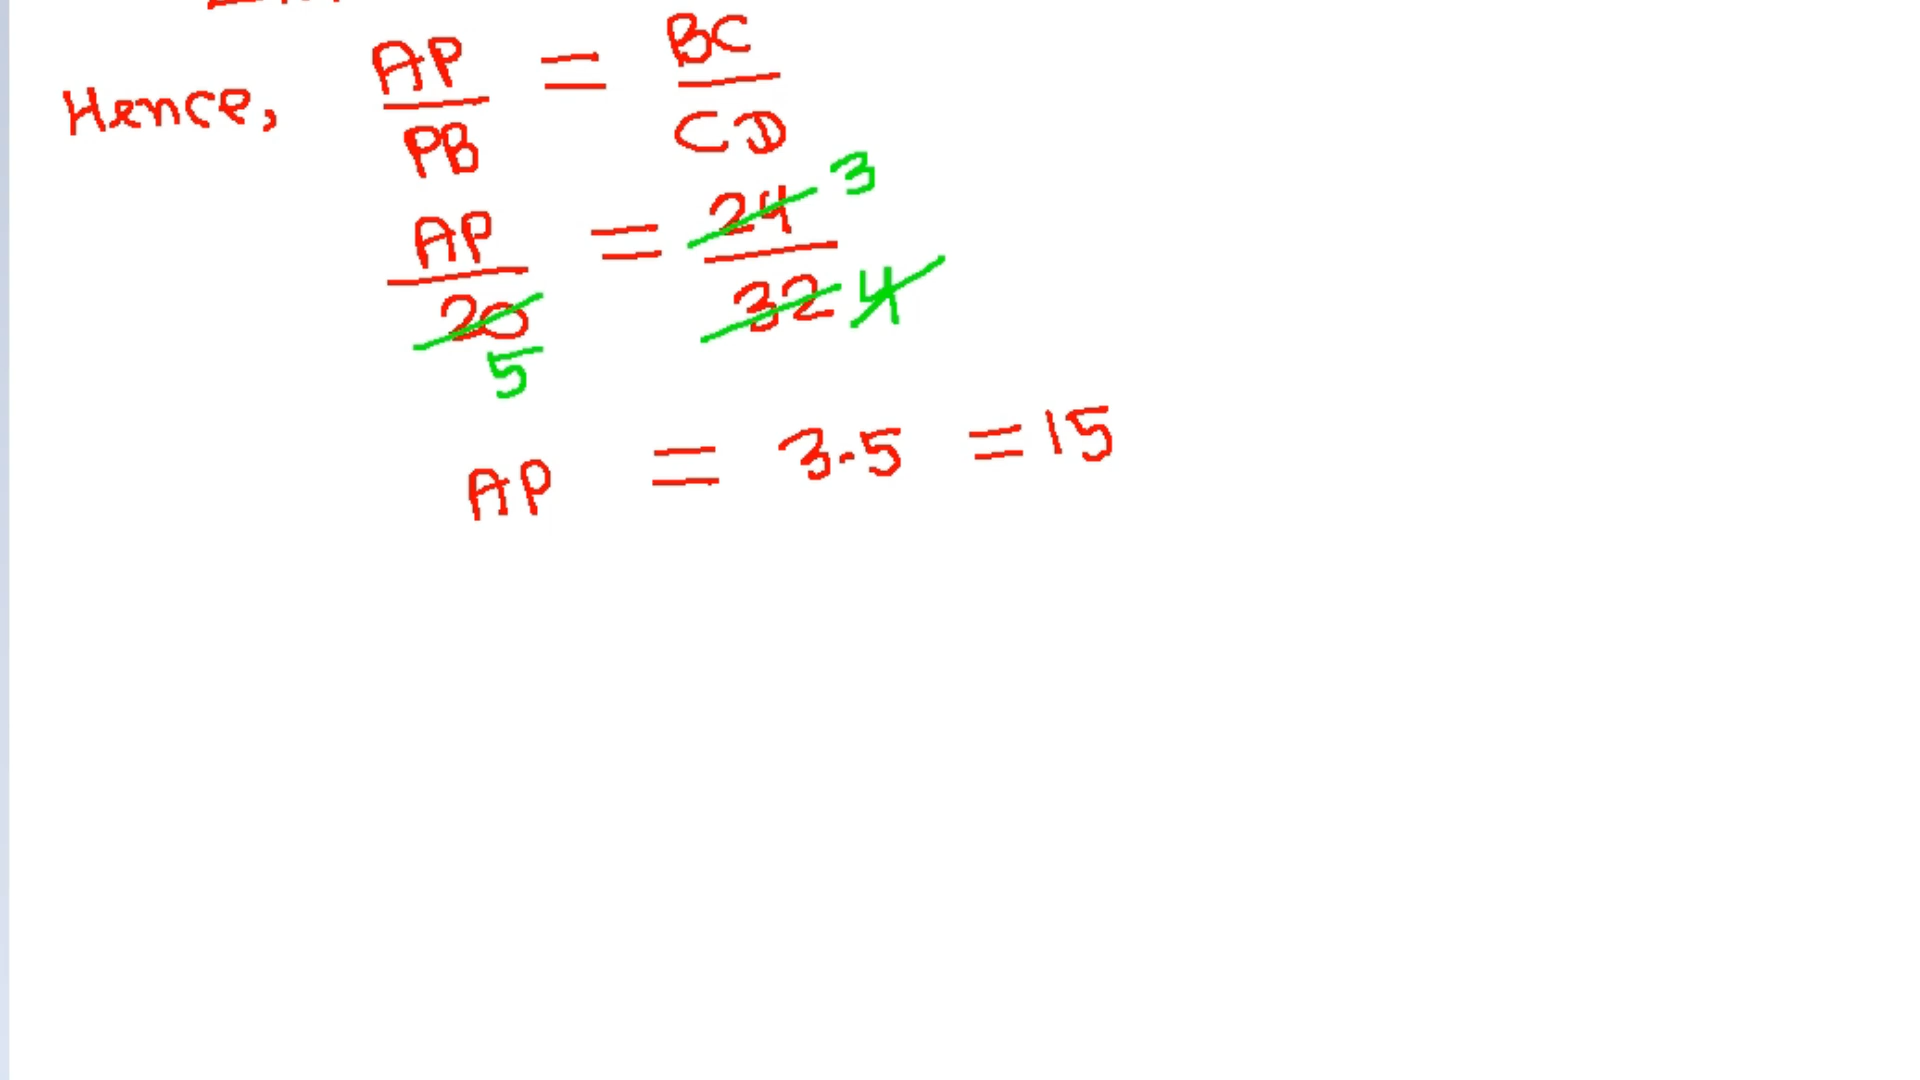 Hence, AP/PB = BC/CD
AP/20 = 24/32
3
4
5
AP = 3·5 = 15